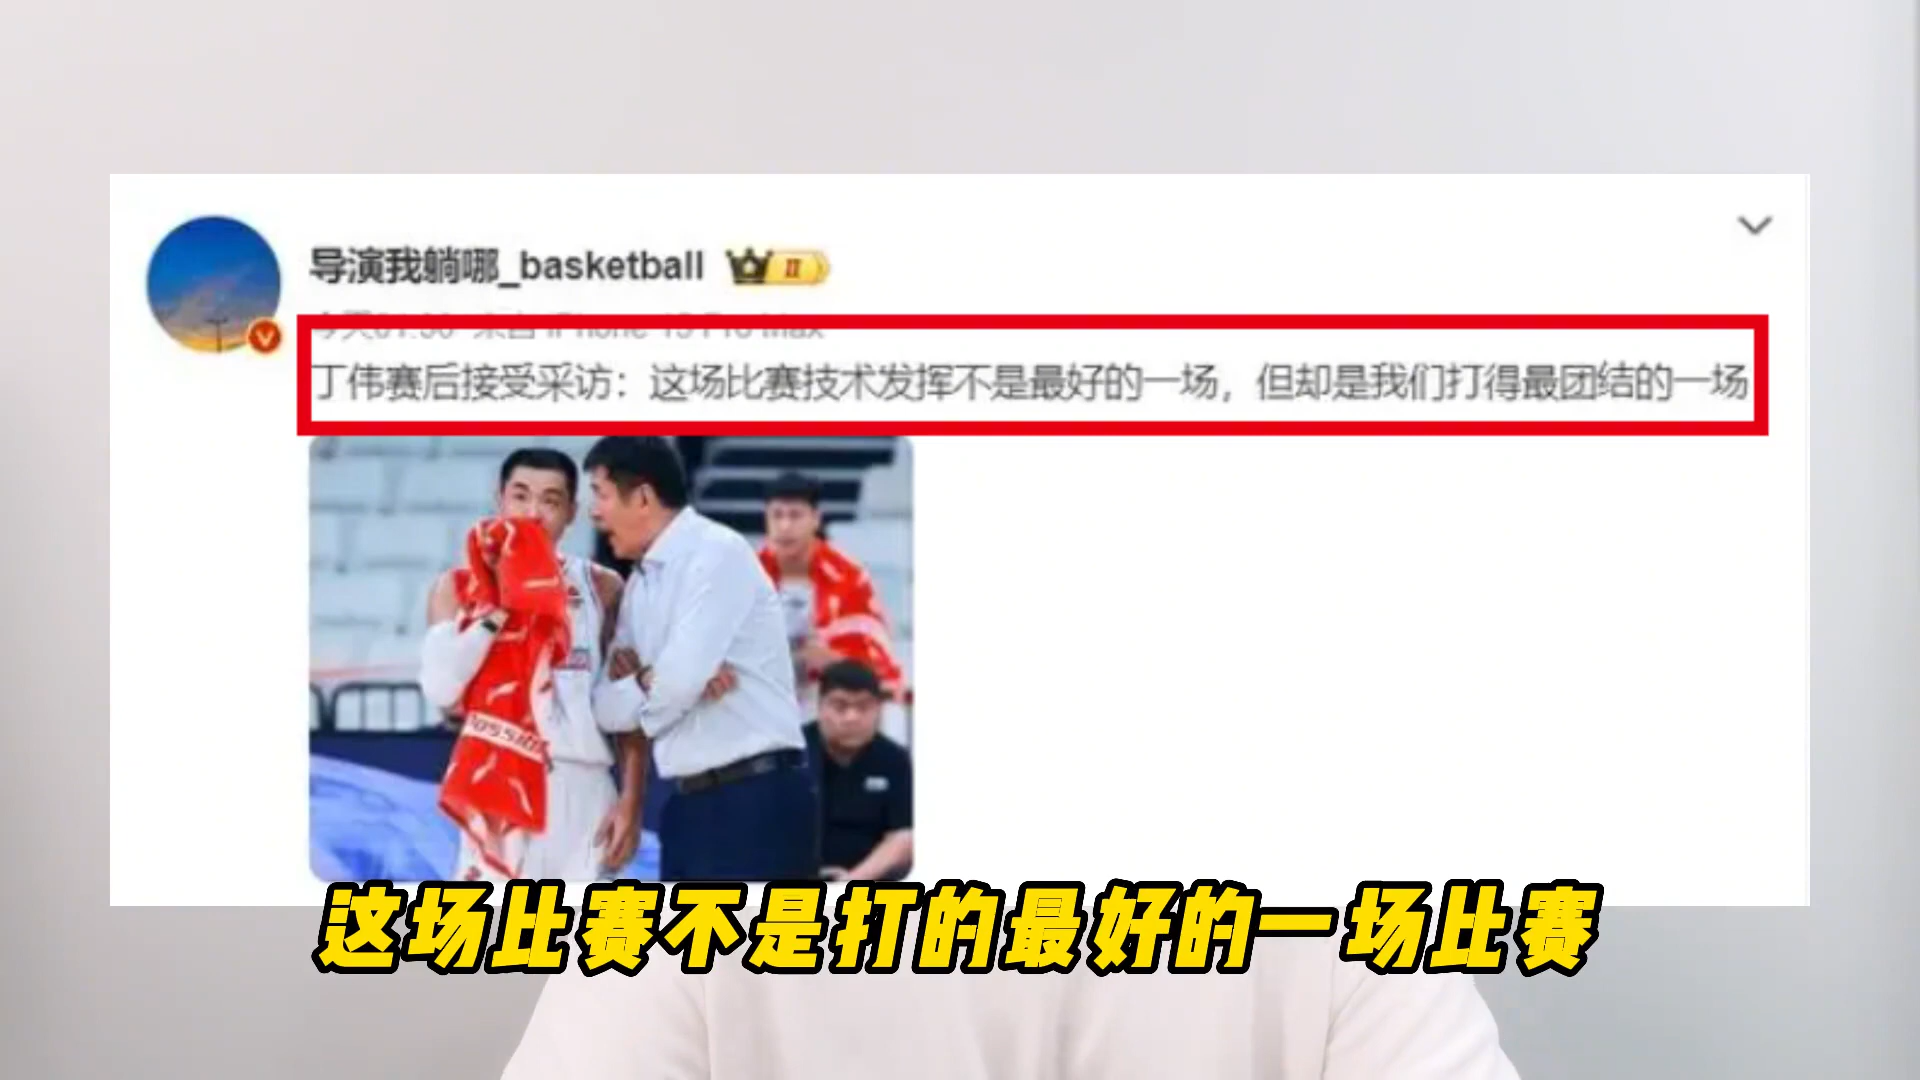 导演我躺哪_basketball
II
丁伟赛后接受采访：这场比赛技术发挥不是最好的一场，但却是我们打得最团结的一场
这场比赛不是打的最好的一场比赛